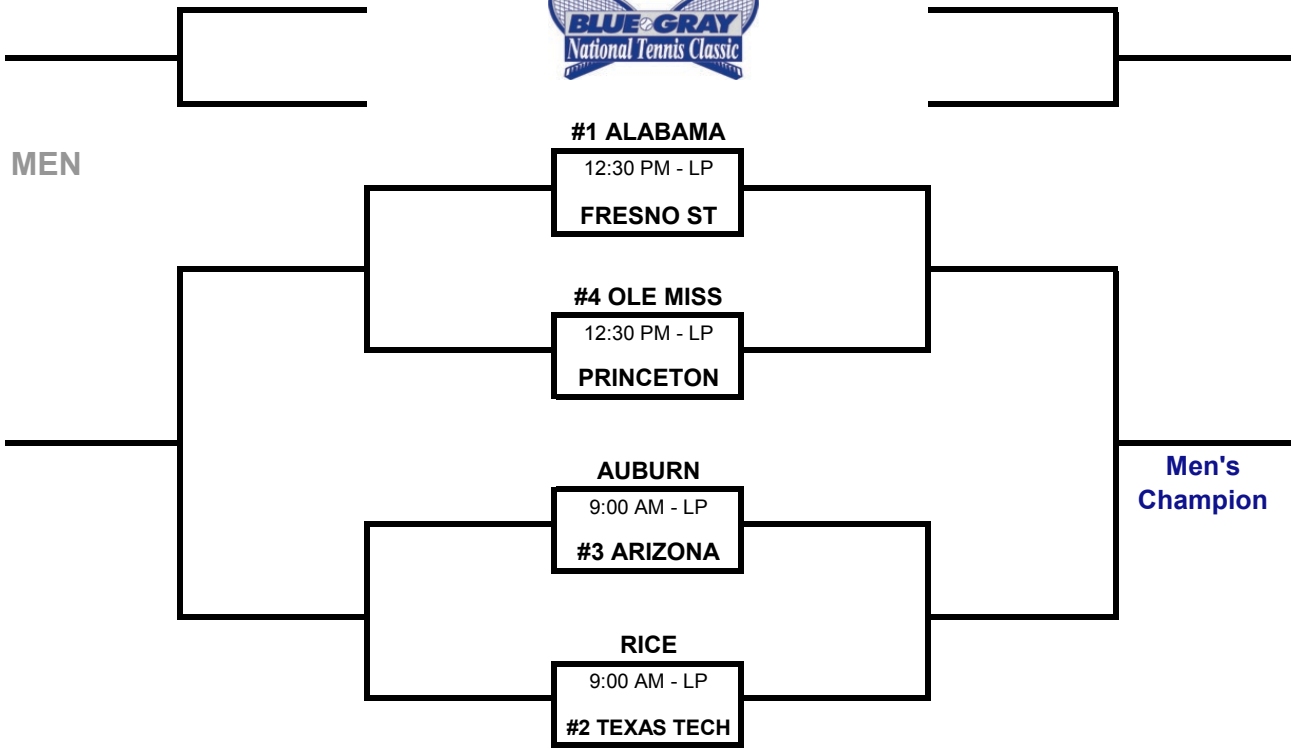 BLUE GRAY
National Tennis Classic
MEN
#1 ALABAMA
12:30 PM - LP
FRESNO ST
#4 OLE MISS
12:30 PM - LP
PRINCETON
AUBURN
9:00 AM - LP
#3 ARIZONA
Men's
Champion
RICE
9:00 AM - LP
#2 TEXAS TECH